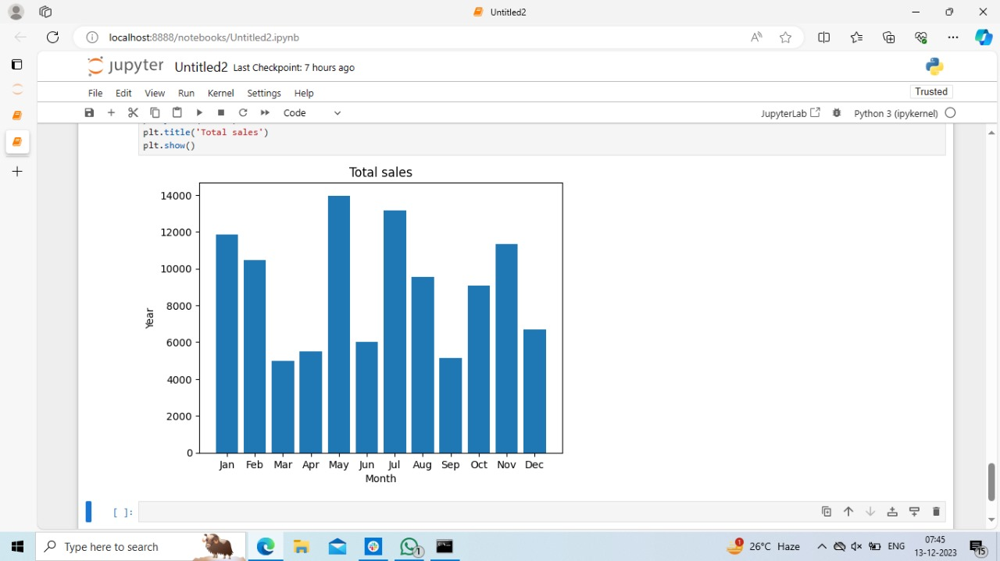 Untitled2
localhost:8888/notebooks/Untitled2.ipynb
jupyter Untitled2 Last Checkpoint: 7 hours ago
File Edit View Run Kernel Settings Help
Trusted
Code
JupyterLab
Python 3 (ipykernel)
plt.title('Total sales')
plt.show()
Total sales
14000
12000
10000
8000
6000
4000
2000
0
Year
Jan Feb Mar Apr May Jun Jul Aug Sep Oct Nov Dec
Month
[ ]:
Type here to search
1
1
26°C Haze
ENG
07:45
13-12-2023
15